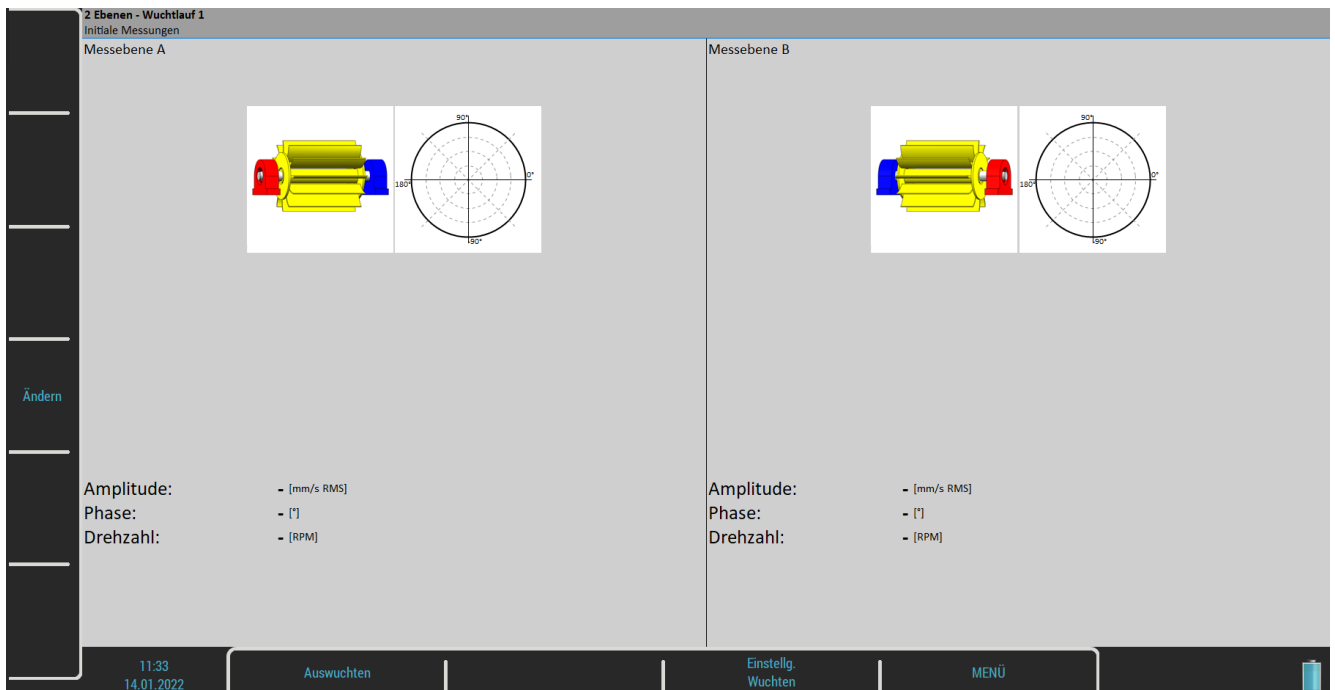 2 Ebenen - Wuchtlauf 1
Initiale Messungen
Messebene A
90°
180°
0°
-90°
Amplitude: - [mm/s RMS]
Phase: - [°]
Drehzahl: - [RPM]
Messebene B
90°
180°
0°
-90°
Amplitude: - [mm/s RMS]
Phase: - [°]
Drehzahl: - [RPM]
Ändern
11:33
14.01.2022
Auswuchten
Einstellg.
Wuchten
MENÜ